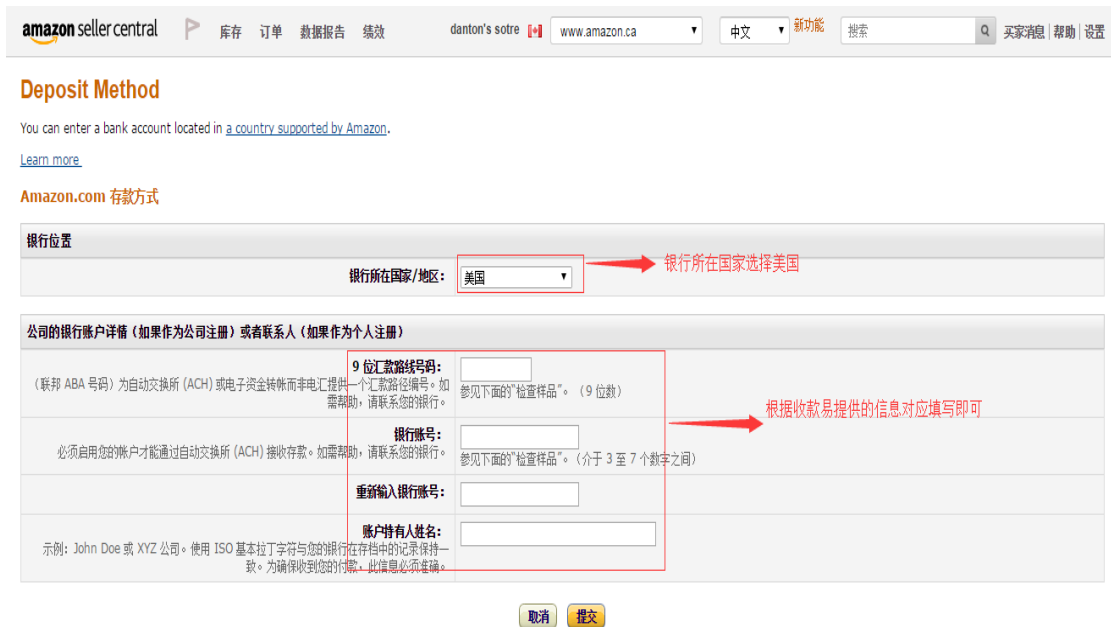 amazon seller central 库存 订单 数据报告 绩效 danton's sotre www.amazon.ca 中文 新功能 搜索 买家消息 | 帮助 | 设置
Deposit Method
You can enter a bank account located in a country supported by Amazon.
Learn more
Amazon.com 存款方式
银行位置
银行所在国家/地区： 美国
银行所在国家选择美国
公司的银行账户详情（如果作为公司注册）或者联系人（如果作为个人注册）
9 位汇款路线号码：
（联邦 ABA 号码）为自动交换所 (ACH) 或电子资金转帐而非电汇提供一个汇款路径编号。如
需帮助，请联系您的银行。
参见下面的“检查样品”。（9 位数）
根据收款易提供的信息对应填写即可
银行账号：
必须启用您的帐户才能通过自动交换所 (ACH) 接收存款。如需帮助，请联系您的银行。
参见下面的“检查样品”。（介于 3 至 7 个数字之间）
重新输入银行账号：
账户持有人姓名：
示例：John Doe 或 XYZ 公司。使用 ISO 基本拉丁字符与您的银行在存档中的记录保持一
致。为确保收到您的付款，此信息必须准确。
取消 提交